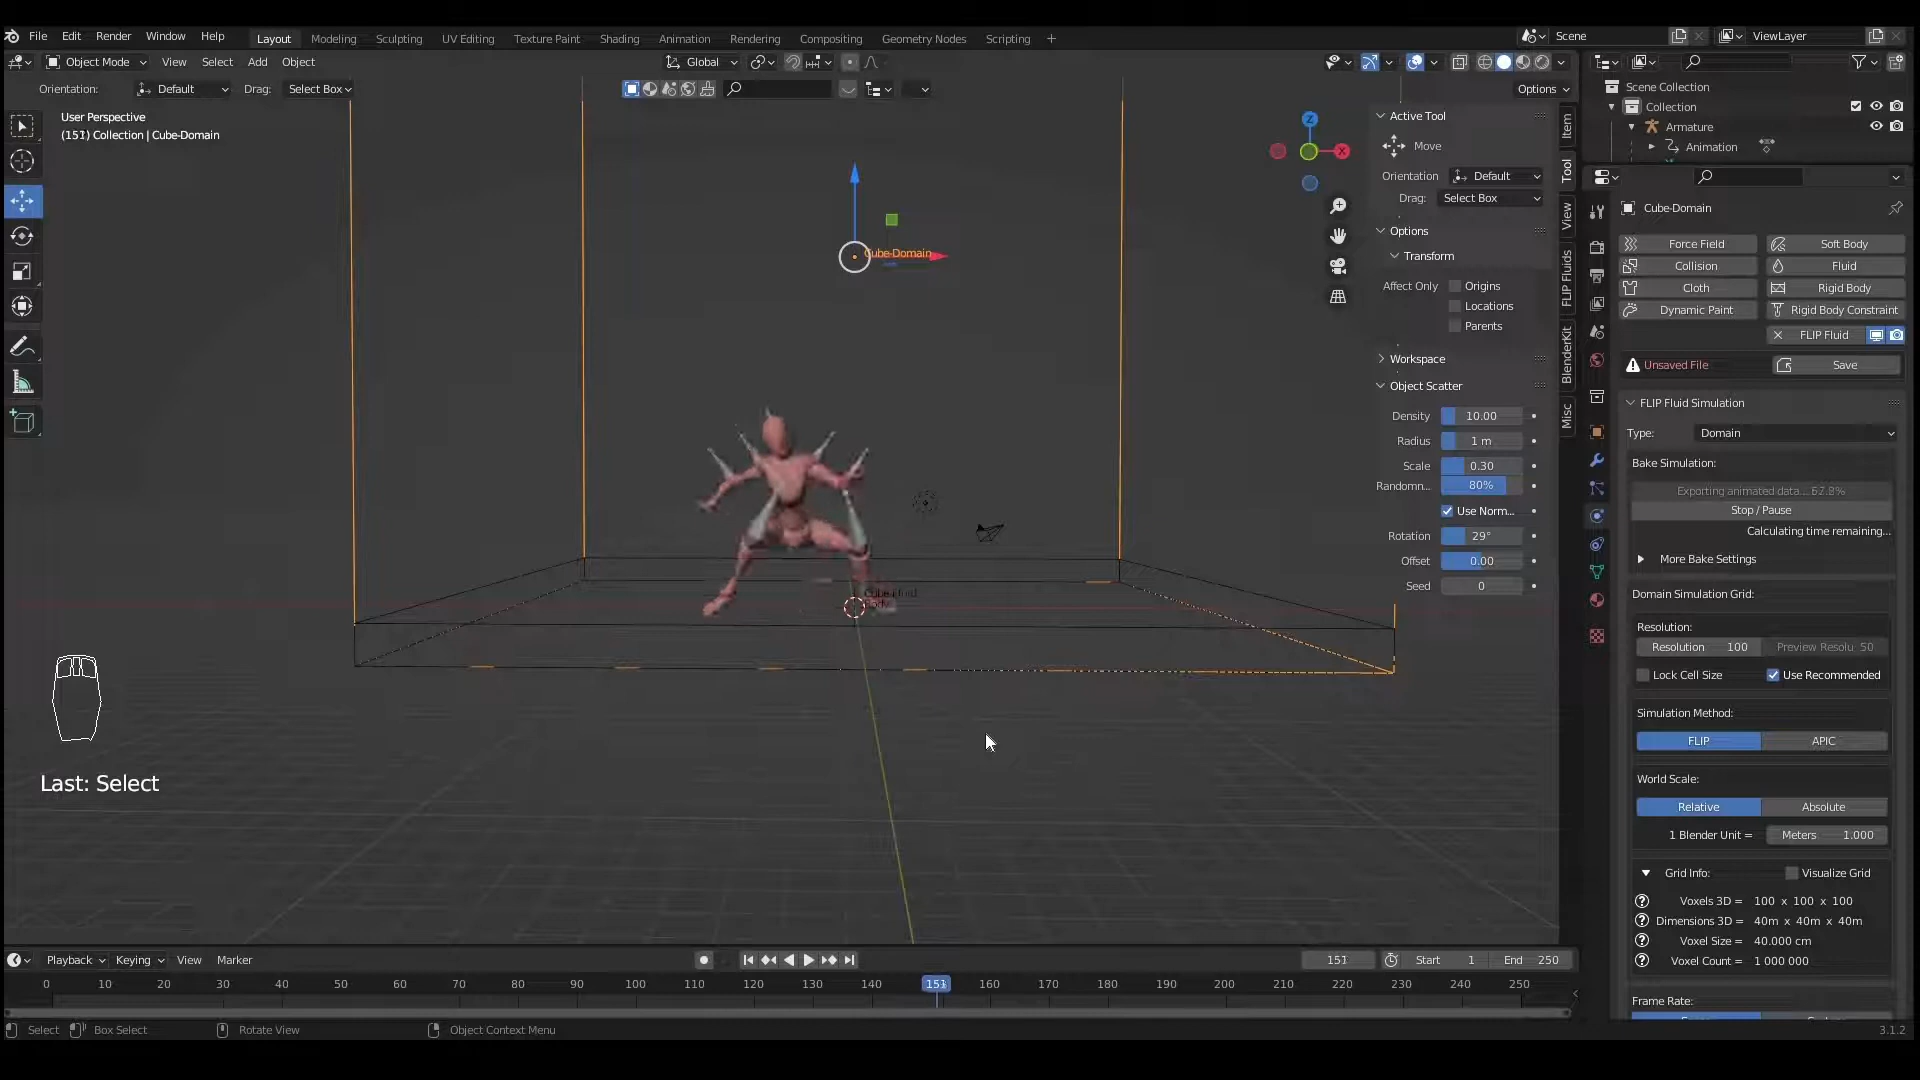 File Edit Render Window Help Layout Modeling Sculpting UV Editing Texture Paint Shading Animation Rendering Compositing Geometry Nodes Scripting + Scene ViewLayer
Object Mode View Select Add Object Global
Orientation: Default Drag: Select Box Options
User Perspective
(151) Collection | Cube-Domain
Cube-Domain
Z
X
Last: Select
Active Tool
Move
Orientation Default
Drag: Select Box
Options
Transform
Affect Only Origins
Locations
Parents
Workspace
Object Scatter
Density 10.00
Radius 1 m
Scale 0.30
Randomn... 80%
Use Norm...
Rotation 29°
Offset 0.00
Seed 0
Item
Tool
View
FLIP Fluids
BlenderKit
Misc
Scene Collection
Collection
Armature
Animation
Cube-Domain
Force Field Soft Body
Collision Fluid
Cloth Rigid Body
Dynamic Paint Rigid Body Constraint
FLIP Fluid
Unsaved File Save
FLIP Fluid Simulation
Type: Domain
Bake Simulation:
Exporting animated data...
Stop / Pause
Calculating time remaining...
More Bake Settings
Domain Simulation Grid:
Resolution:
Resolution 100 Preview Resolu 50
Lock Cell Size Use Recommended
Simulation Method:
FLIP APIC
World Scale:
Relative Absolute
1 Blender Unit = Meters 1.000
Grid Info: Visualize Grid
Voxels 3D = 100 x 100 x 100
Dimensions 3D = 40m x 40m x 40m
Voxel Size = 40.000 cm
Voxel Count = 1 000 000
Frame Rate:
Playback Keying View Marker 151 Start 1 End 250
0 10 20 30 40 50 60 70 80 90 100 110 120 130 140 151 160 170 180 190 200 210 220 230 240 250
Select Box Select Rotate View Object Context Menu 3.1.2